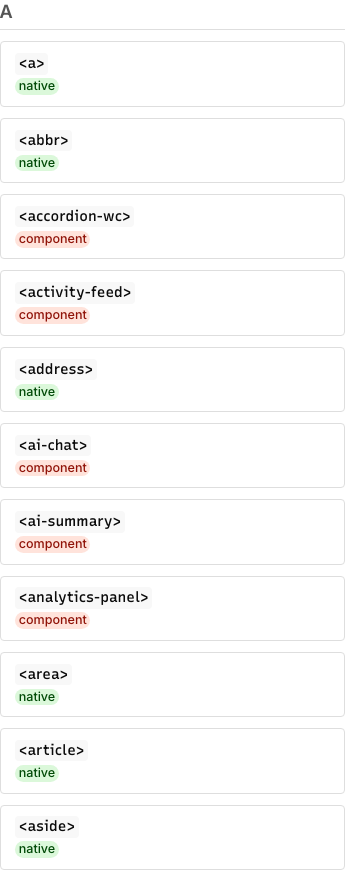 A
<a>
native
<abbr>
native
<accordion-wc>
component
<activity-feed>
component
<address>
native
<ai-chat>
component
<ai-summary>
component
<analytics-panel>
component
<area>
native
<article>
native
<aside>
native